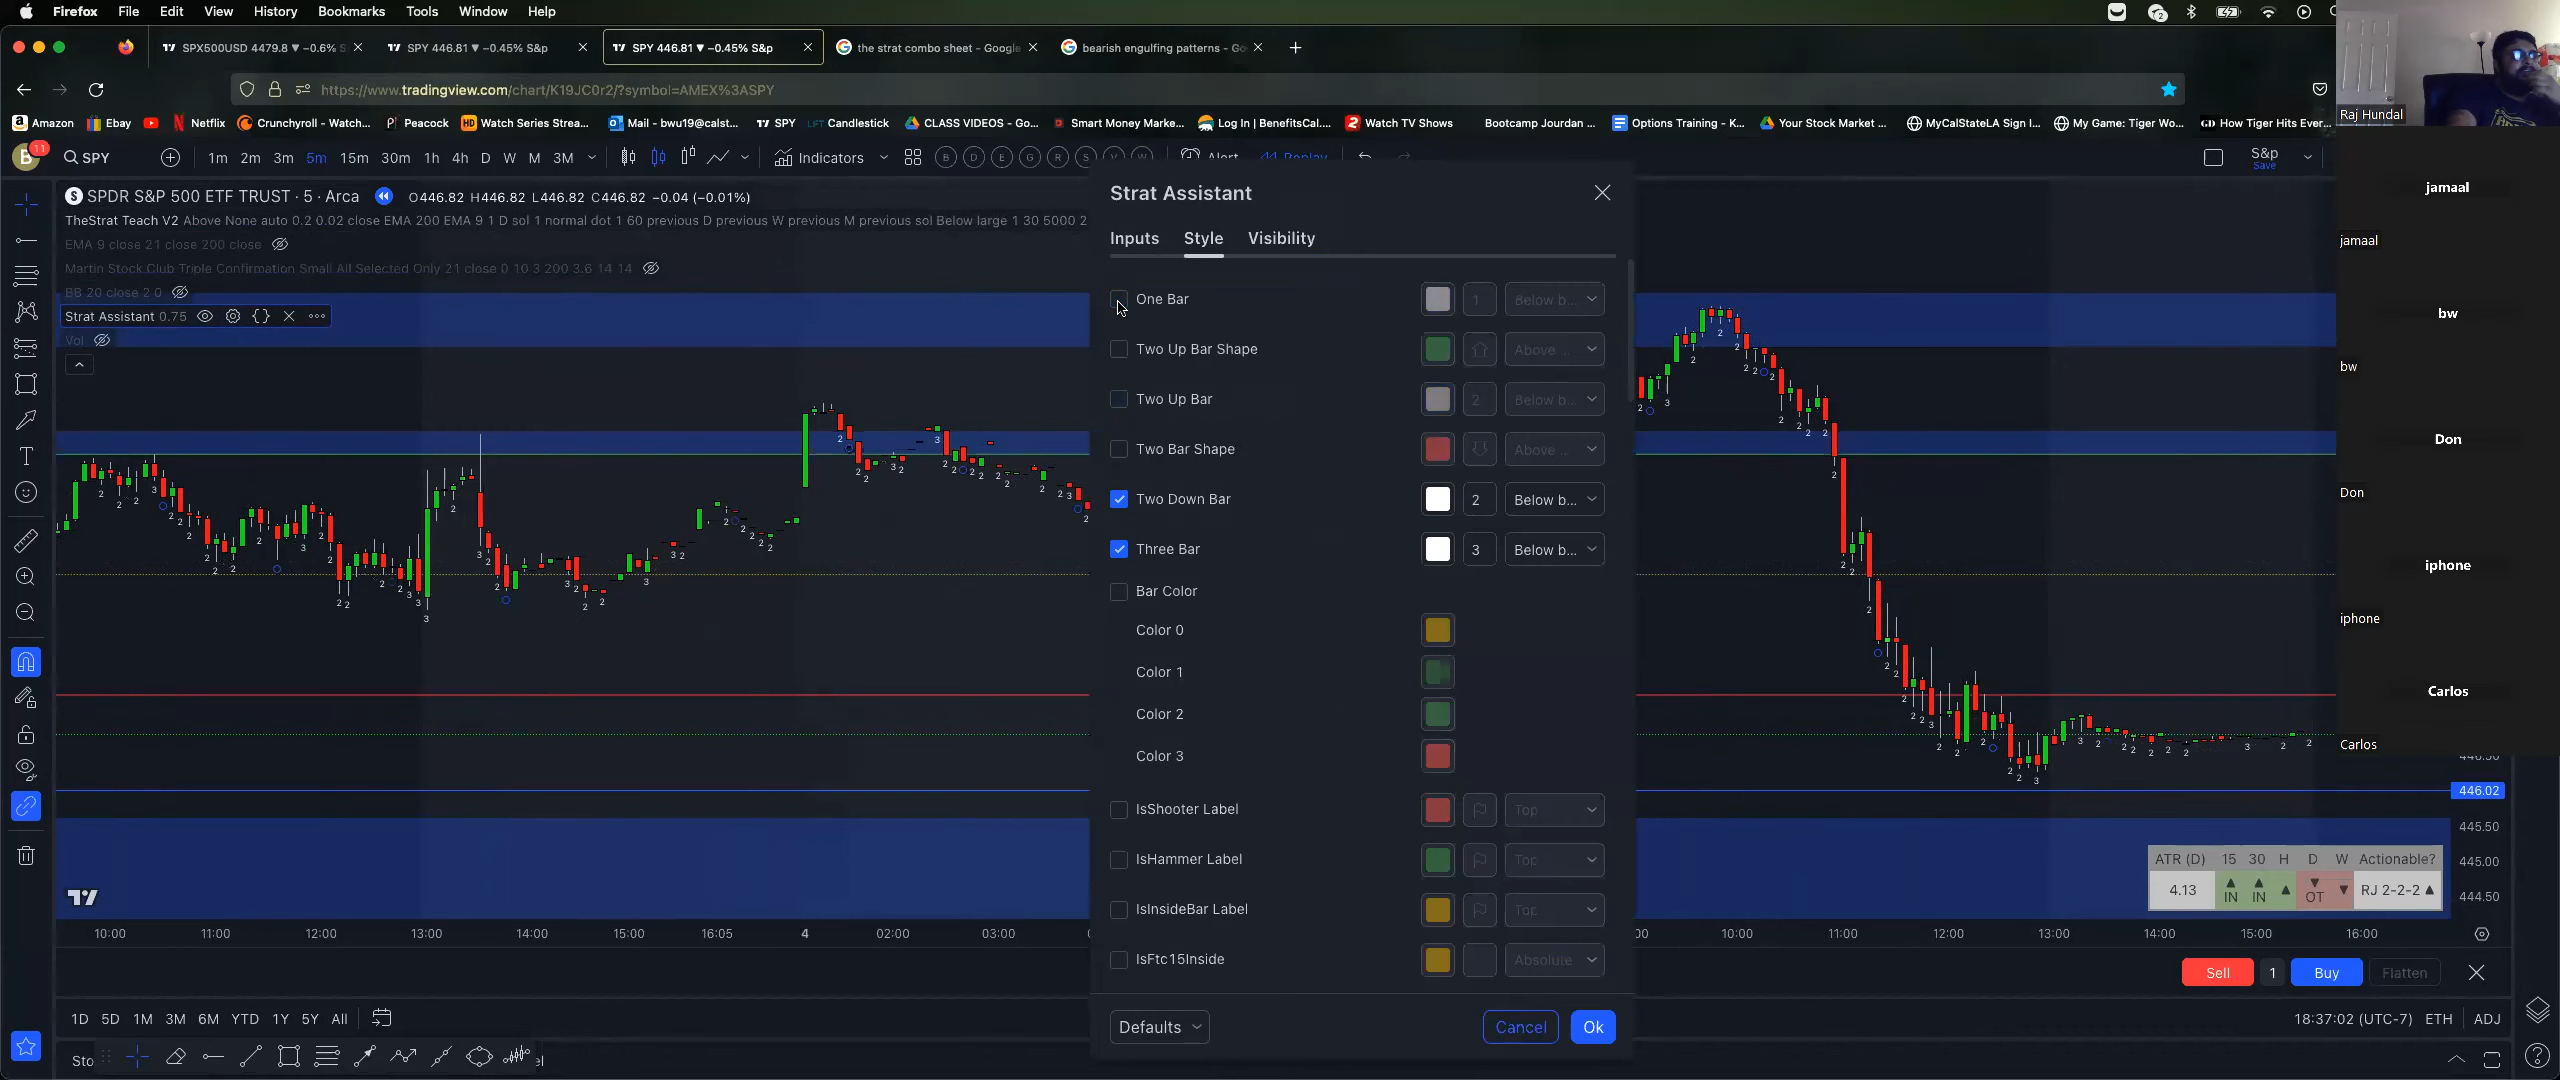 Firefox File Edit View History Bookmarks Tools Window Help
SPX500USD 4479.8 ▼ −0.6% S
SPY 446.81 ▼ −0.45% S&p
SPY 446.81 ▼ −0.45% S&p
the strat combo sheet - Google
bearish engulfing patterns - Go
https://www.tradingview.com/chart/K19JC0r2/?symbol=AMEX%3ASPY
Amazon Ebay Netflix Crunchyroll - Watch... Peacock Watch Series Strea... Mail - bwu19@calst... SPY Candlestick CLASS VIDEOS - Go... Smart Money Marke... Log In | BenefitsCal.... Watch TV Shows Bootcamp Jourdan ... Options Training - K... Your Stock Market ... MyCalStateLA Sign I... My Game: Tiger Wo... How Tiger Hits Ever...
Raj Hundal
B 11 SPY 1m 2m 3m 5m 15m 30m 1h 4h D W M 3M Indicators B D E G R S V W Alert Replay S&p
Save
SPDR S&P 500 ETF TRUST · 5 · Arca O446.82 H446.82 L446.82 C446.82 −0.04 (−0.01%)
TheStrat Teach V2 Above None auto 0.2 0.02 close EMA 200 EMA 9 1 D sol 1 normal dot 1 60 previous D previous W previous M previous sol Below large 1 30 5000 2
EMA 9 close 21 close 200 close
Martin Stock Club Triple Confirmation Small All Selected Only 21 close 0 10 3 200 3.6 14 14
BB 20 close 2 0
Strat Assistant 0.75
Vol
Strat Assistant
Inputs Style Visibility
One Bar 1 Below b...
Two Up Bar Shape Above ...
Two Up Bar 2 Below b...
Two Bar Shape Above ...
Two Down Bar 2 Below b...
Three Bar 3 Below b...
Bar Color
Color 0
Color 1
Color 2
Color 3
IsShooter Label Top
IsHammer Label Top
IsInsideBar Label Top
IsFtc15Inside Absolute
Defaults Cancel Ok
jamaal
jamaal
bw
bw
Don
Don
iphone
iphone
Carlos
Carlos
446.02
445.50
445.00
444.50
ATR (D) 15 30 H D W Actionable?
4.13 ▲ IN ▲ IN ▲ ▼ OT ▼ RJ 2-2-2 ▲
10:00 11:00 12:00 13:00 14:00 15:00 16:05 4 02:00 03:00
10:00 11:00 12:00 13:00 14:00 15:00 16:00
Sell 1 Buy Flatten
1D 5D 1M 3M 6M YTD 1Y 5Y All
18:37:02 (UTC-7) ETH ADJ